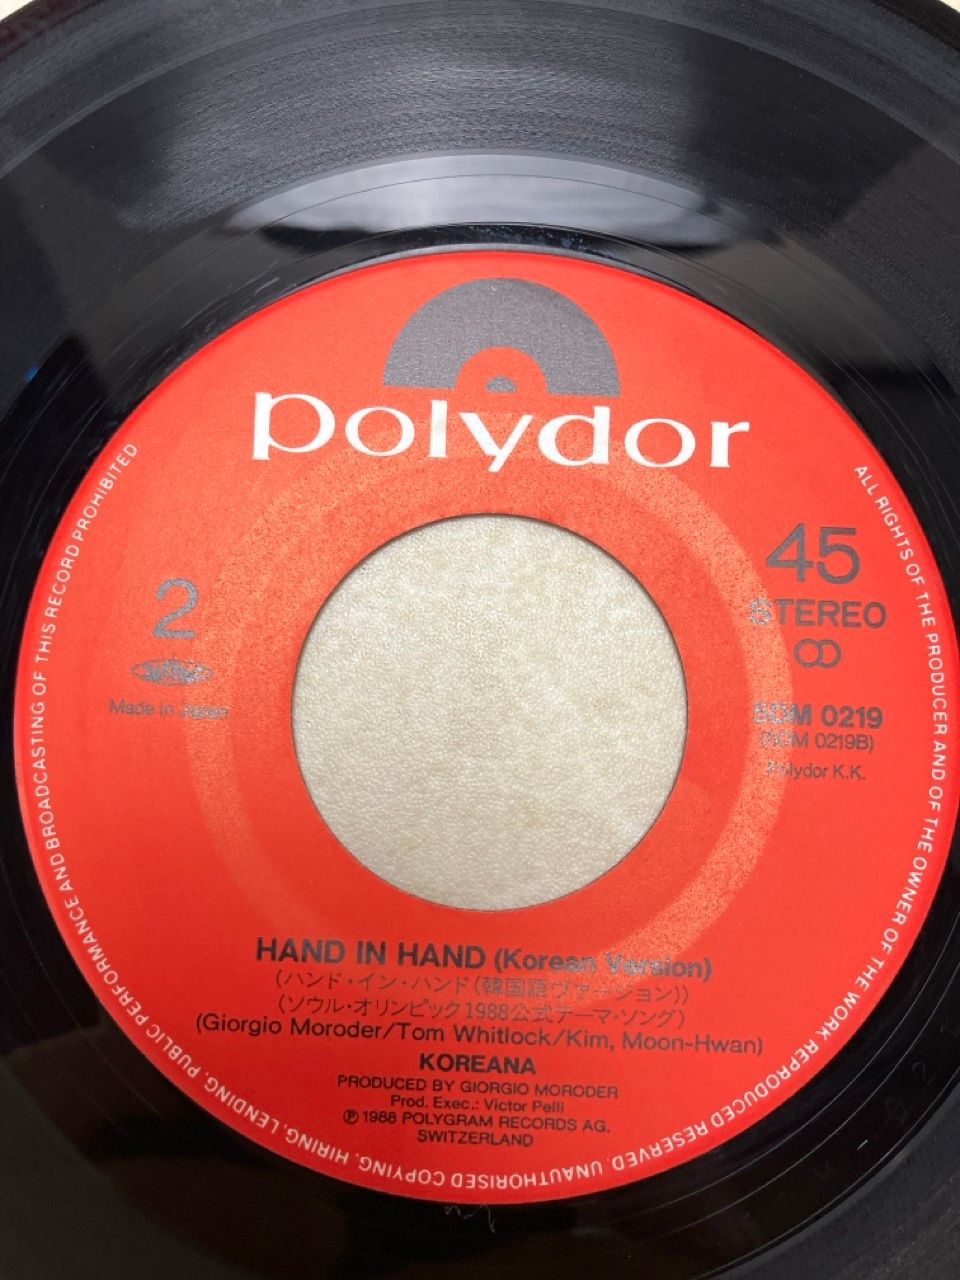 polydor
45
STEREO
2
Made in Japan
SDM 0219
(SDM 0219B)
Polydor K.K.
HAND IN HAND (Korean Version)
(ハンド・イン・ハンド(韓国語ヴァージョン))
(ソウル・オリンピック1988公式テーマ・ソング)
(Giorgio Moroder/Tom Whitlock/Kim, Moon-Hwan)
KOREANA
PRODUCED BY GIORGIO MORODER
Prod. Exec.: Victor Pelli
℗ 1988 POLYGRAM RECORDS AG.
SWITZERLAND
ALL RIGHTS OF THE PRODUCER AND OF THE OWNER OF THE WORK REPRODUCED RESERVED. UNAUTHORISED COPYING, HIRING, LENDING, PUBLIC PERFORMANCE AND BROADCASTING OF THIS RECORD PROHIBITED.